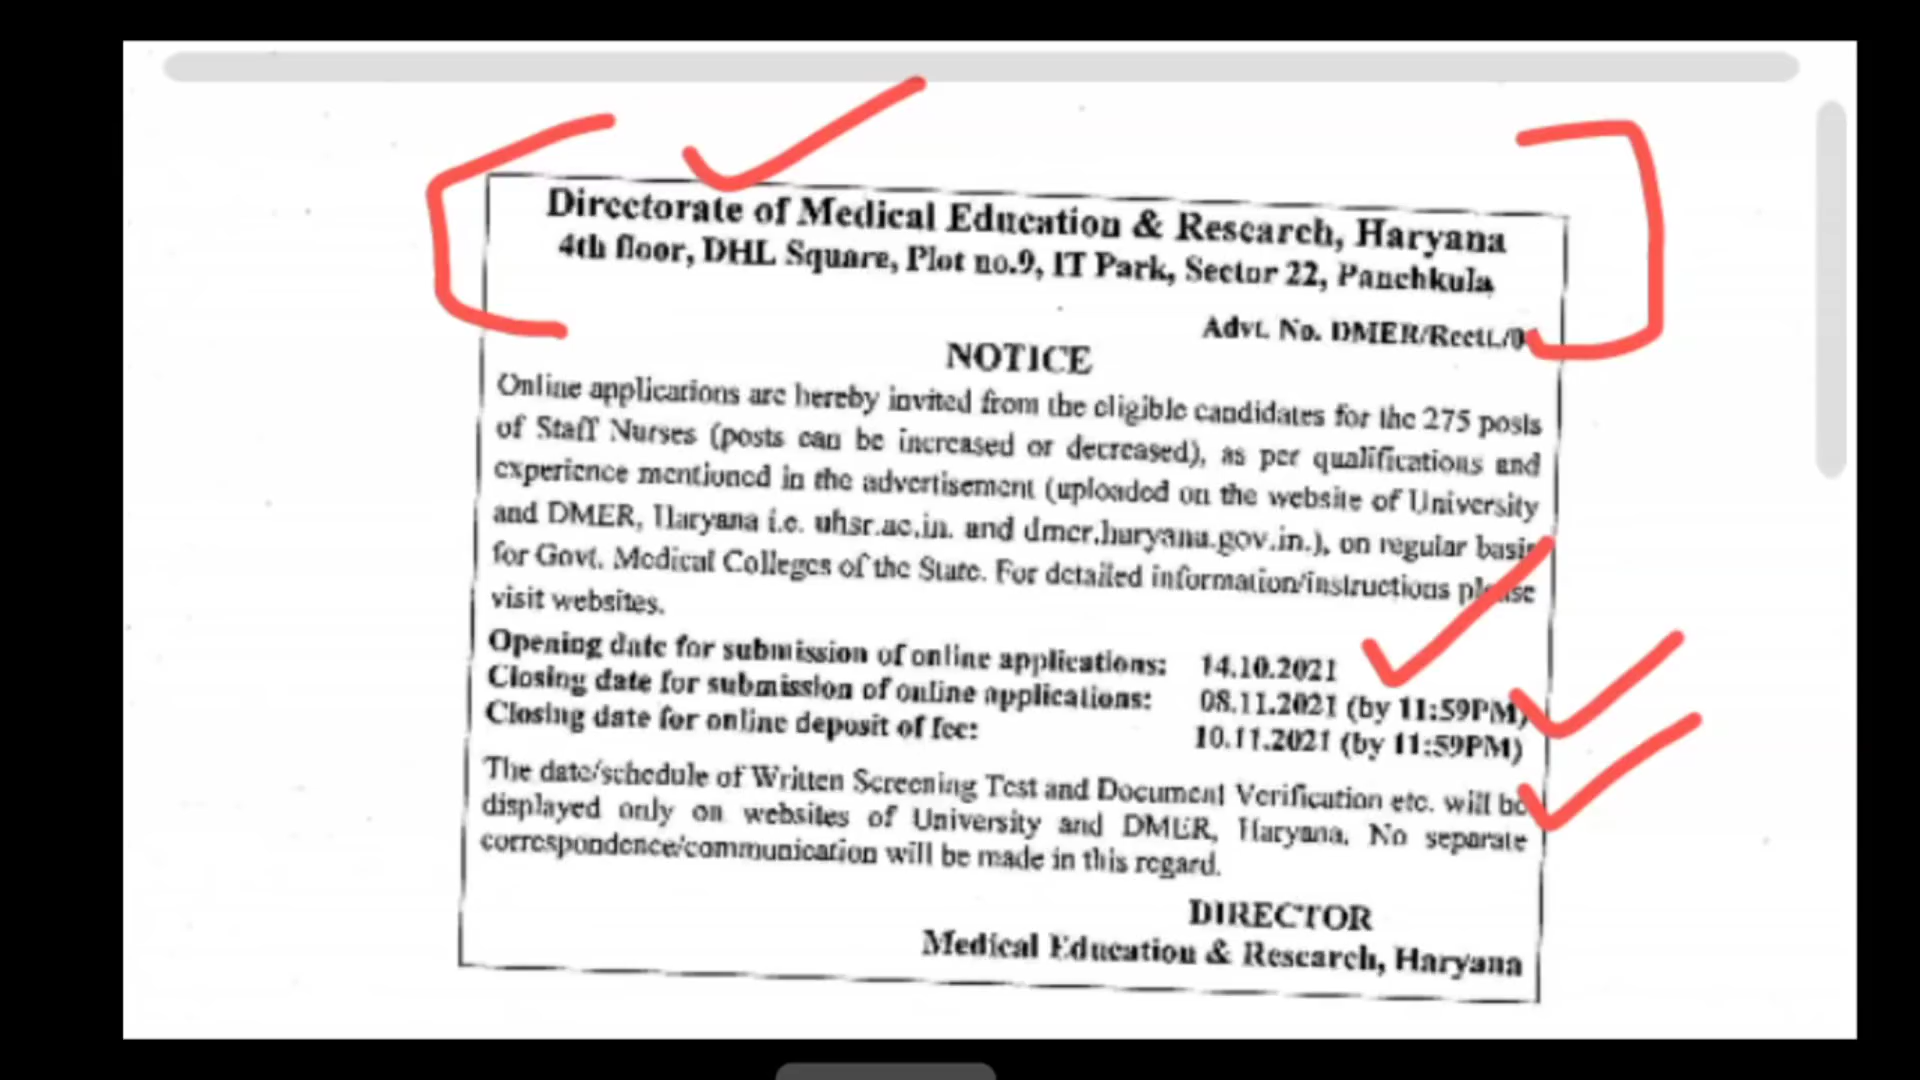 Directorate of Medical Education & Research, Haryana
4th floor, DHL Square, Plot no.9, IT Park, Sector 22, Panchkula
Advt. No. DMER/Rectt./
NOTICE
Online applications are hereby invited from the eligible candidates for the 275 posts
of Staff Nurses (posts can be increased or decreased), as per qualifications and
experience mentioned in the advertisement (uploaded on the website of University
and DMER, Haryana i.e. uhsr.ac.in. and dmer.haryana.gov.in.), on regular basis
for Govt. Medical Colleges of the State. For detailed information/instructions please
visit websites.
Opening date for submission of online applications: 14.10.2021
Closing date for submission of online applications: 08.11.2021 (by 11:59PM)
Closing date for online deposit of fee: 10.11.2021 (by 11:59PM)
The date/schedule of Written Screening Test and Document Verification etc. will be
displayed only on websites of University and DMER, Haryana. No separate
correspondence/communication will be made in this regard.
DIRECTOR
Medical Education & Research, Haryana